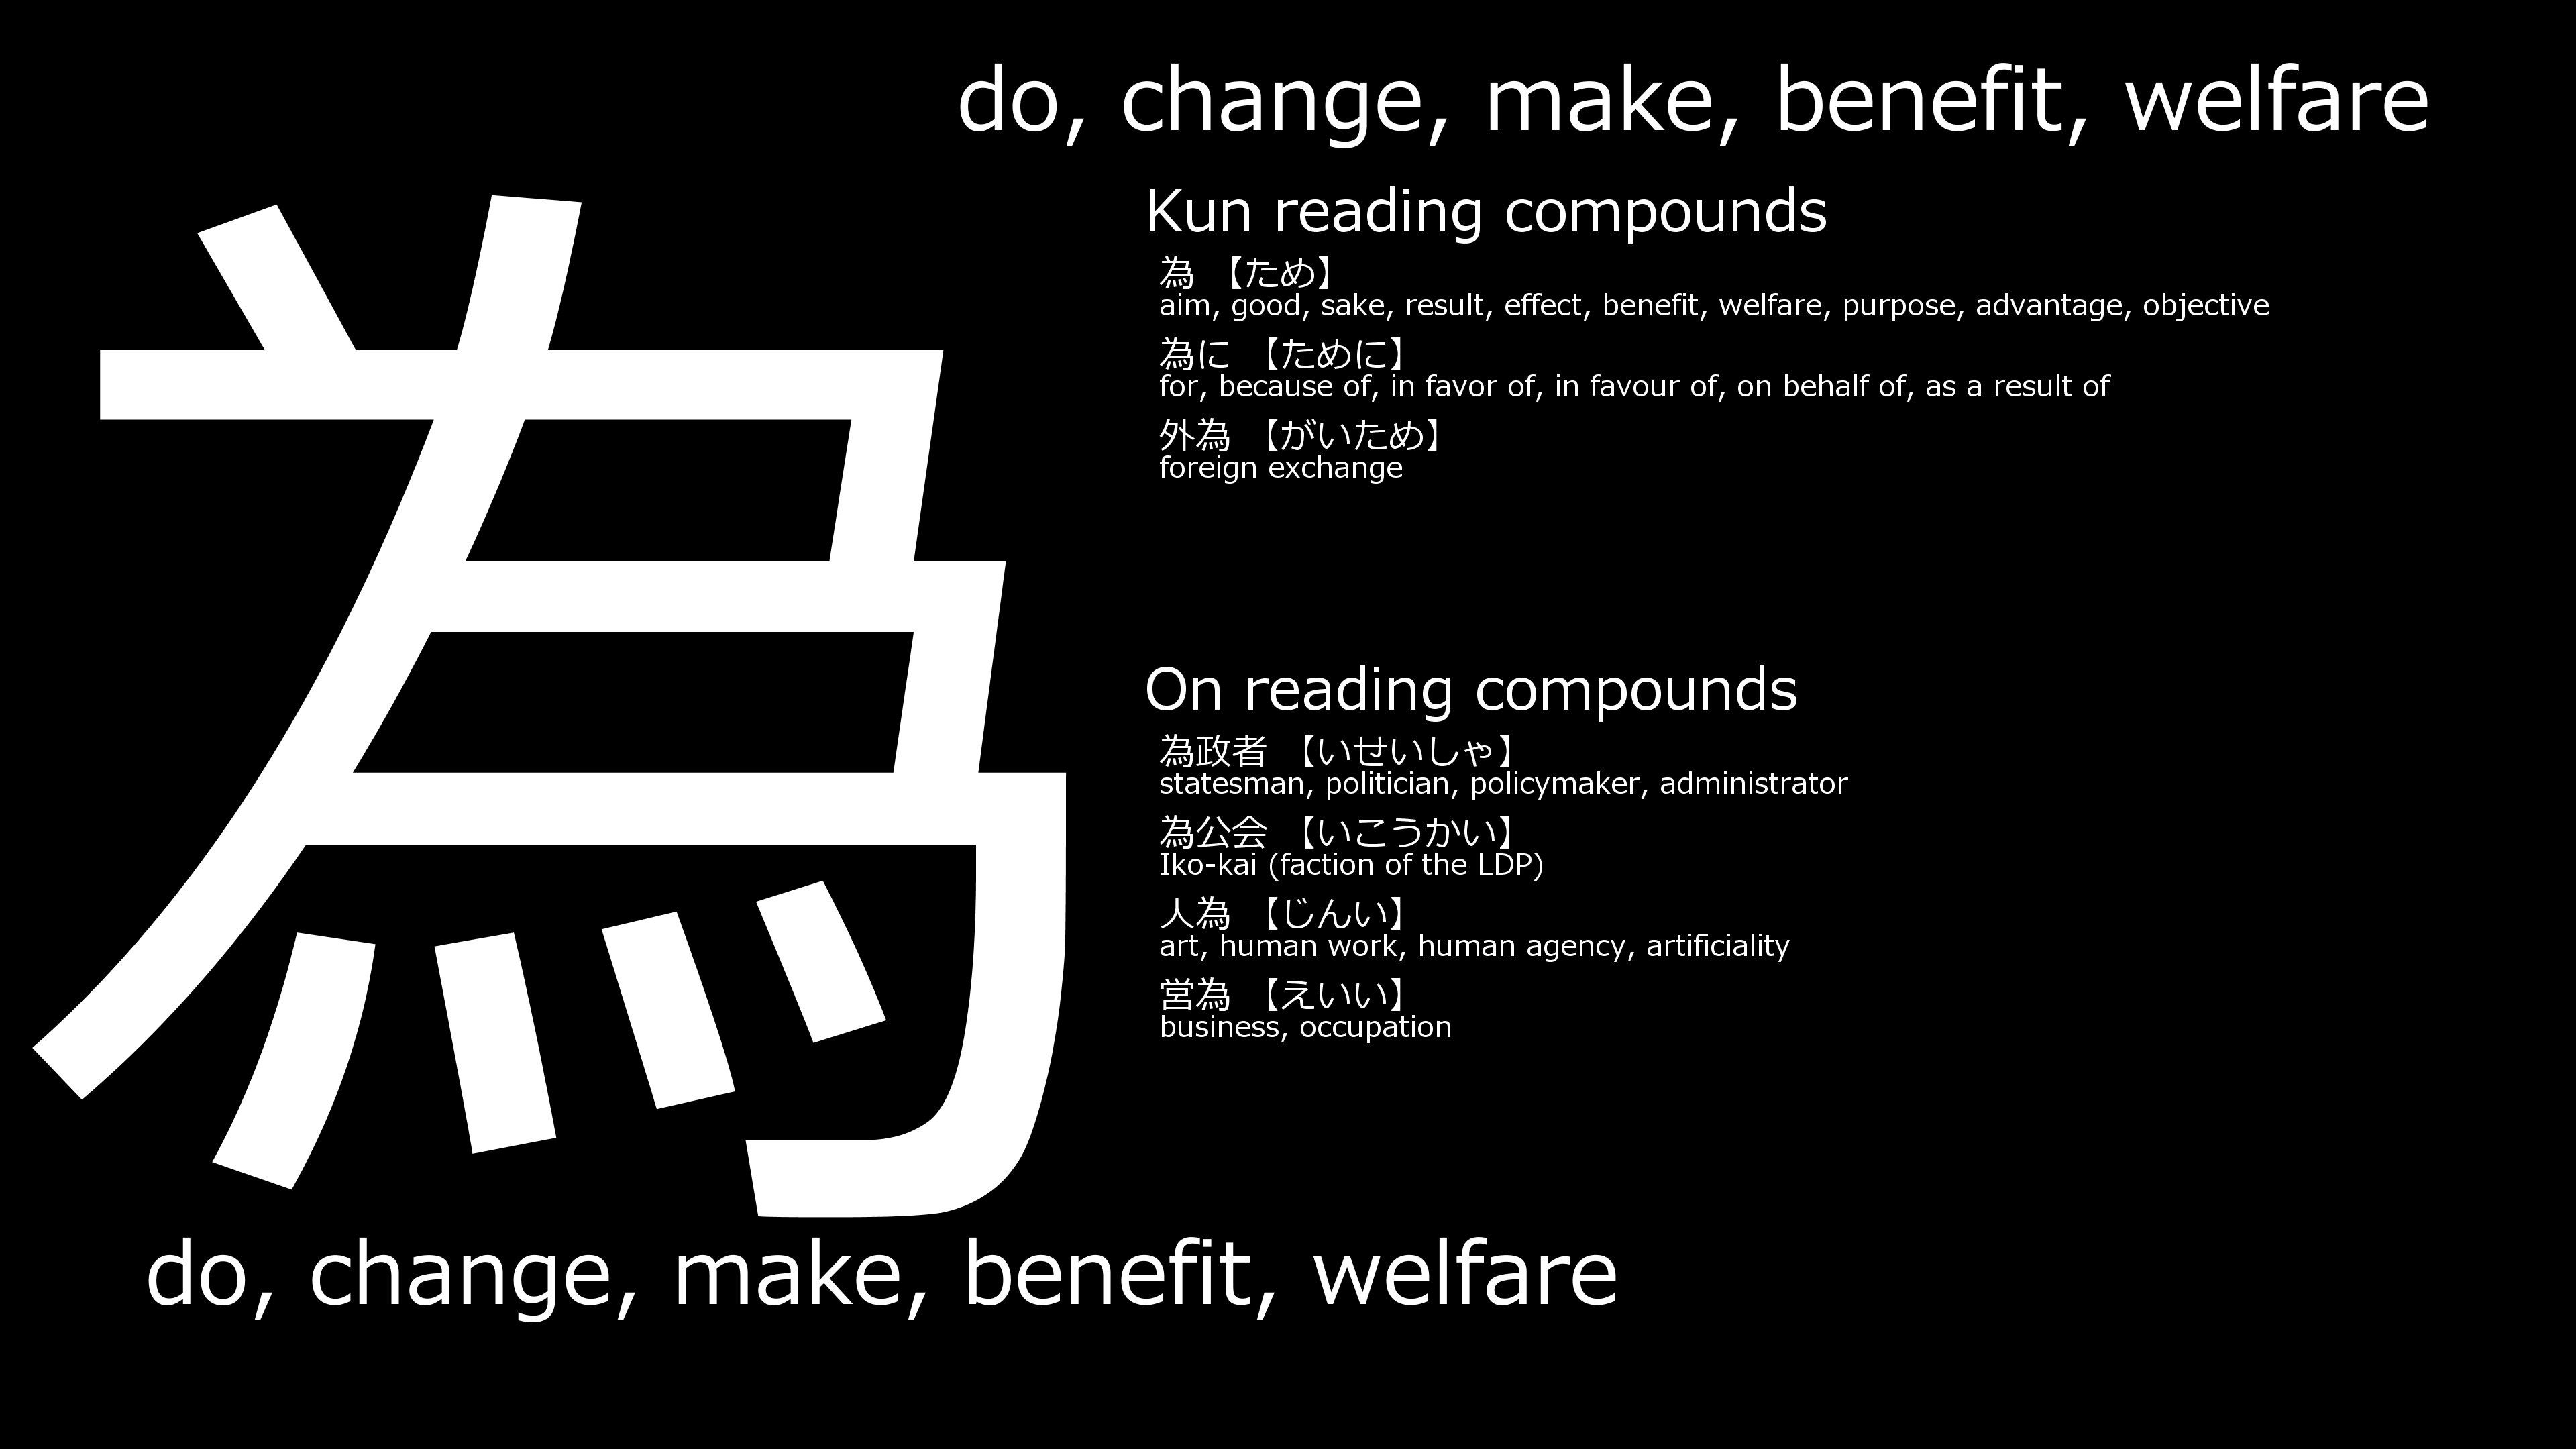 do, change, make, benefit, welfare
為
Kun reading compounds
為 【ため】
aim, good, sake, result, effect, benefit, welfare, purpose, advantage, objective
為に 【ために】
for, because of, in favor of, in favour of, on behalf of, as a result of
外為 【がいため】
foreign exchange
On reading compounds
為政者 【いせいしゃ】
statesman, politician, policymaker, administrator
為公会 【いこうかい】
Iko-kai (faction of the LDP)
人為 【じんい】
art, human work, human agency, artificiality
営為 【えいい】
business, occupation
do, change, make, benefit, welfare